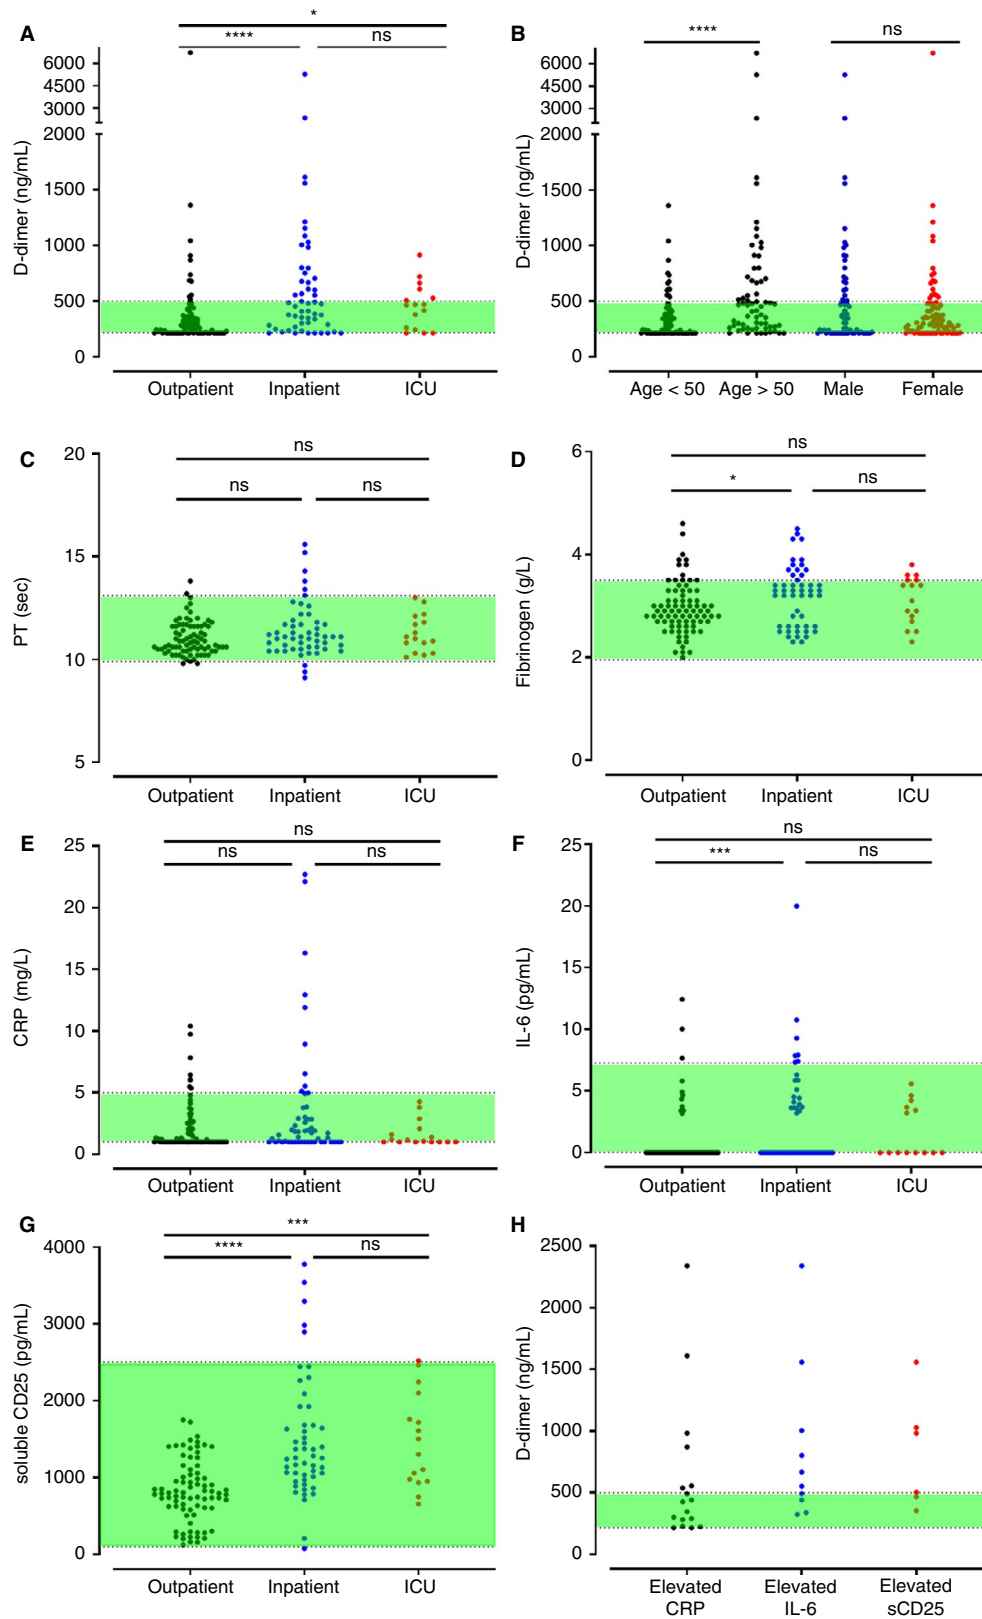 A
*
****
ns
D-dimer (ng/mL)
6000
4500
3000
2000
1500
1000
500
0
Outpatient Inpatient ICU
B
****
ns
D-dimer (ng/mL)
6000
4500
3000
2000
1500
1000
500
0
Age < 50 Age > 50 Male Female
C
ns
ns
ns
PT (sec)
20
15
10
5
Outpatient Inpatient ICU
D
ns
*
ns
Fibrinogen (g/L)
6
4
2
0
Outpatient Inpatient ICU
E
ns
ns
ns
CRP (mg/L)
25
20
15
10
5
0
Outpatient Inpatient ICU
F
ns
***
ns
IL-6 (pg/mL)
25
20
15
10
5
0
Outpatient Inpatient ICU
G
***
****
ns
soluble CD25 (pg/mL)
4000
3000
2000
1000
0
Outpatient Inpatient ICU
H
D-dimer (ng/mL)
2500
2000
1500
1000
500
0
Elevated Elevated Elevated
CRP IL-6 sCD25